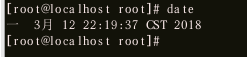 [root@localhost root]# date
一 3月 12 22:19:37 CST 2018
[root@localhost root]#